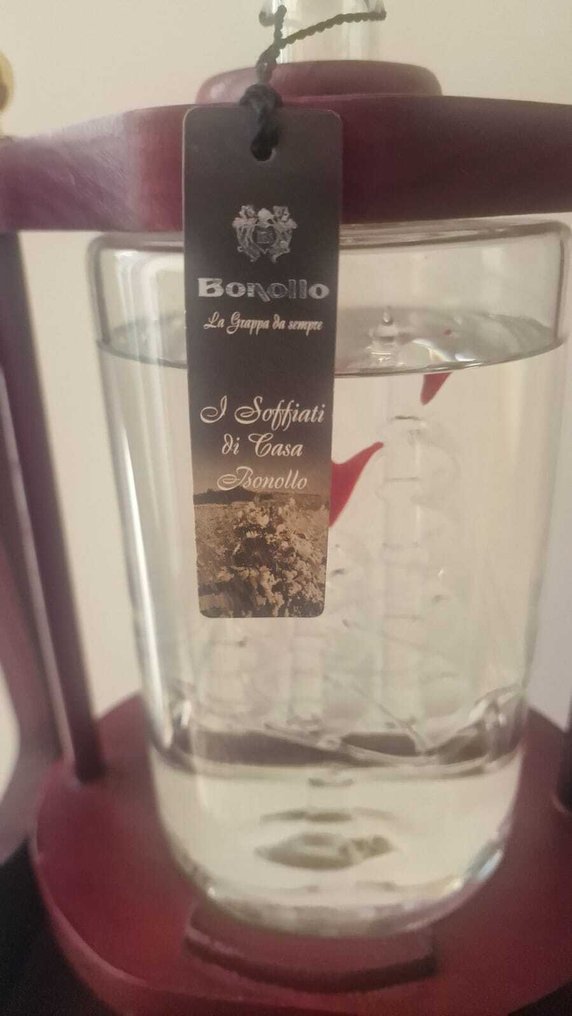 Bonollo
La Grappa da sempre
I Soffiati
di Casa
Bonollo